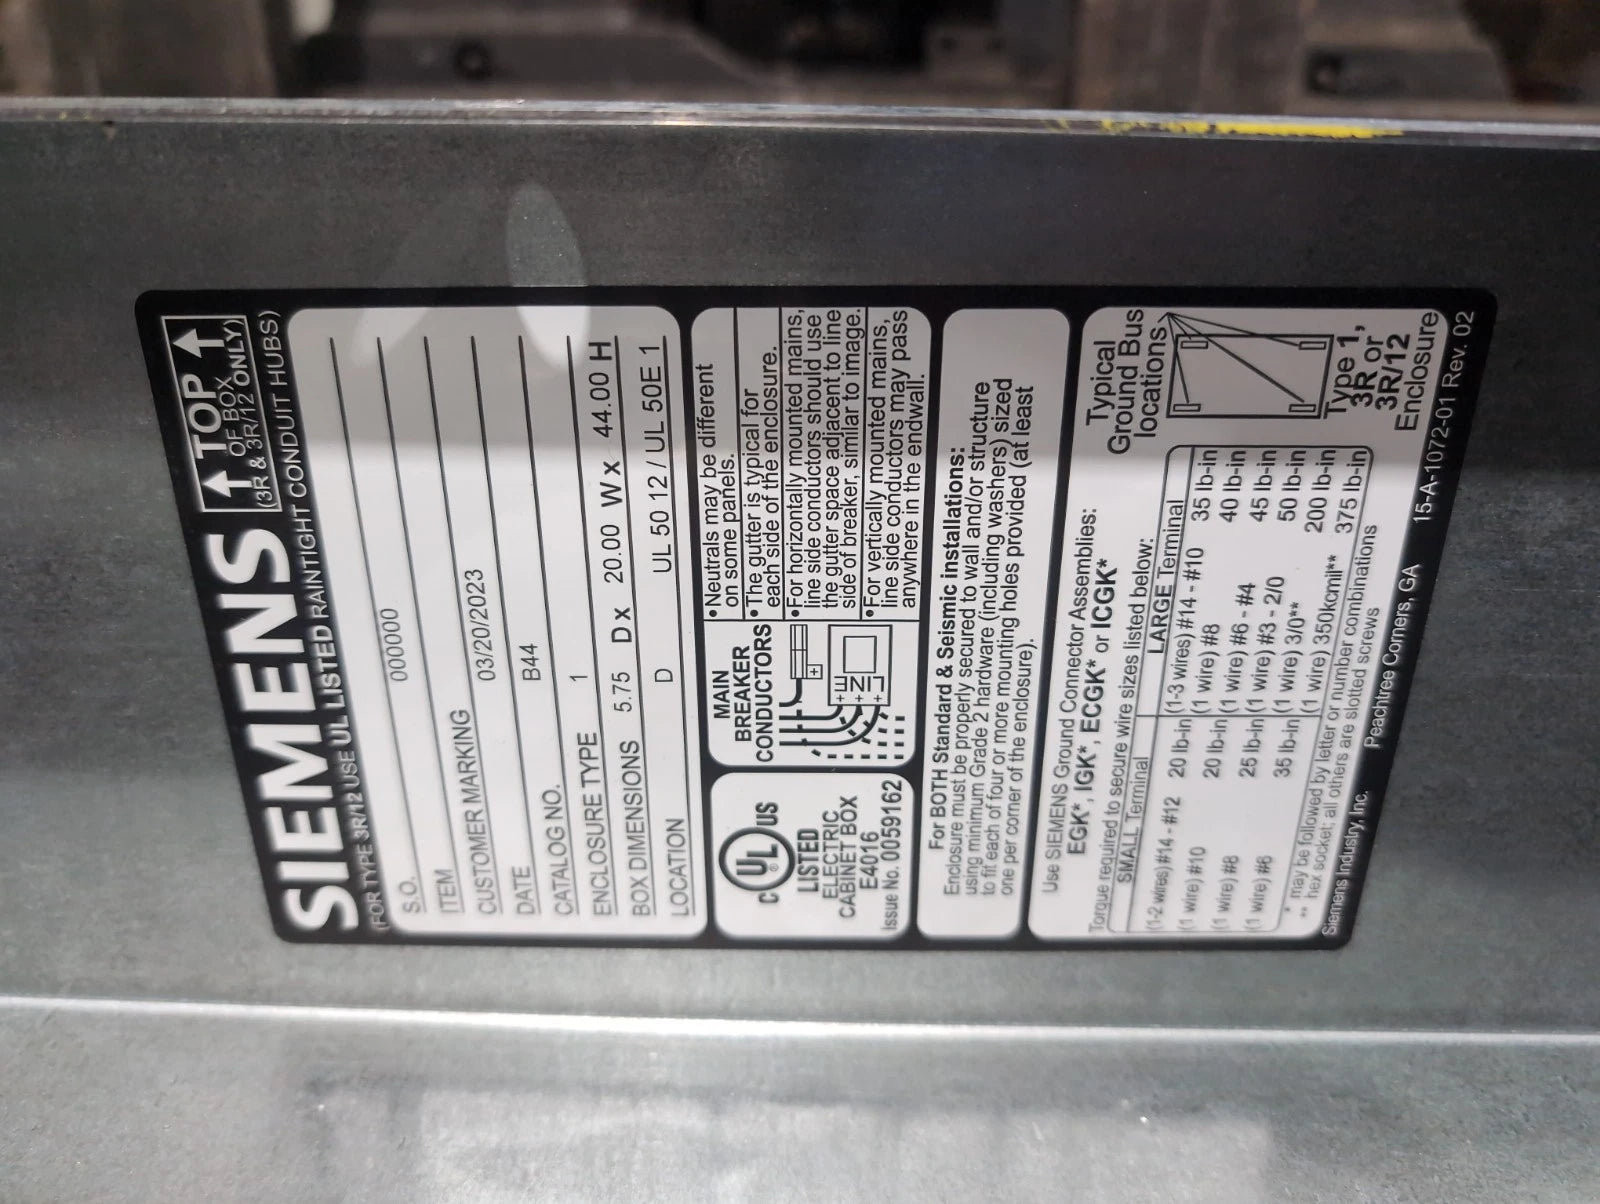 SIEMENS
TOP
OF BOX
(3R & 3R/12 ONLY)
(FOR TYPE 3R/12 USE UL LISTED RAINTIGHT CONDUIT HUBS)
S.O. 000000
ITEM
CUSTOMER MARKING
DATE 03/20/2023
CATALOG NO. B44
ENCLOSURE TYPE 1
BOX DIMENSIONS 5.75 D x 20.00 W x 44.00 H
LOCATION D UL 50 12 / UL 50E 1
C UL US
®
LISTED
ELECTRIC
CABINET BOX
E4016
Issue No. 0059162
MAIN
BREAKER
CONDUCTORS
E
N
L
•Neutrals may be different
on some panels.
•The gutter is typical for
each side of the enclosure.
•For horizontally mounted mains,
line side conductors should use
the gutter space adjacent to line
side of breaker, similar to image.
•For vertically mounted mains,
line side conductors may pass
anywhere in the endwall.
For BOTH Standard & Seismic installations:
Enclosure must be properly secured to wall and/or structure
using minimum Grade 2 hardware (including washers) sized
to fit each of four or more mounting holes provided (at least
one per corner of the enclosure).
Use SIEMENS Ground Connector Assemblies:
EGK*, IGK*, ECGK* or ICGK*
Torque required to secure wire sizes listed below:
SMALL Terminal LARGE Terminal
(1-2 wires) #14 - #12 20 lb-in (1-3 wires) #14 - #10 35 lb-in
(1 wire) #10 20 lb-in (1 wire) #8 40 lb-in
(1 wire) #8 25 lb-in (1 wire) #6 - #4 45 lb-in
(1 wire) #6 35 lb-in (1 wire) #3 - 2/0 50 lb-in
(1 wire) 3/0** 200 lb-in
(1 wire) 350kcmil** 375 lb-in
* may be followed by letter or number combinations
** hex socket; all others are slotted screws
Typical
Ground Bus
locations
Type 1,
3R or
3R/12
Enclosure
Siemens Industry, Inc. Peachtree Corners, GA 15-A-1072-01 Rev. 02